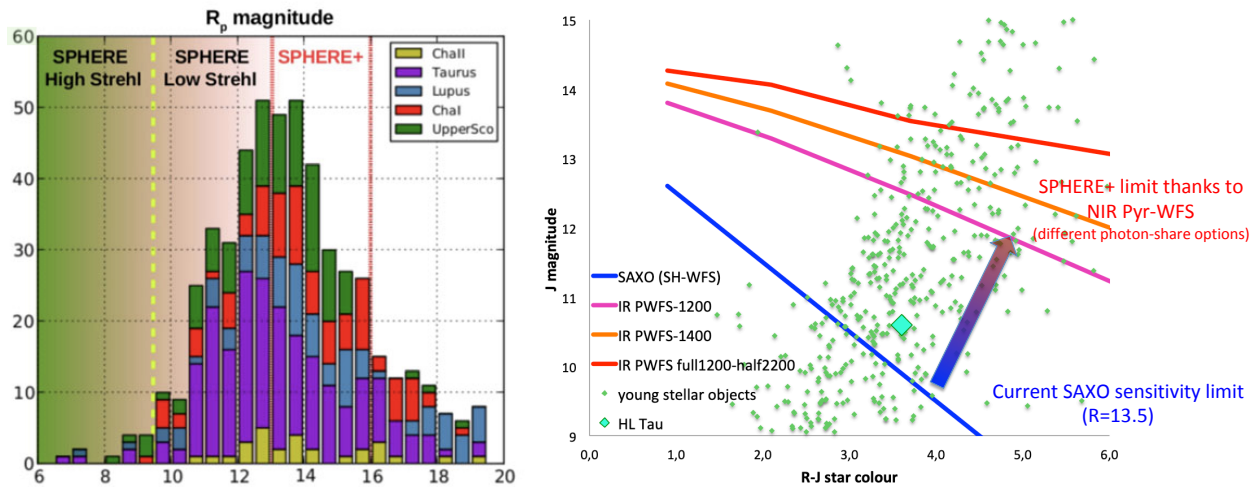 R_p magnitude
SPHERE
High Strehl
SPHERE
Low Strehl
SPHERE+
ChaII
Taurus
Lupus
ChaI
UpperSco
60
50
40
30
20
10
0
6 8 10 12 14 16 18 20
15
14
13
12
11
10
9
J magnitude
SPHERE+ limit thanks to
NIR Pyr-WFS
(different photon-share options)
SAXO (SH-WFS)
IR PWFS-1200
IR PWFS-1400
IR PWFS full1200-half2200
young stellar objects
HL Tau
Current SAXO sensitivity limit
(R=13.5)
0,0 1,0 2,0 3,0 4,0 5,0 6,0
R-J star colour